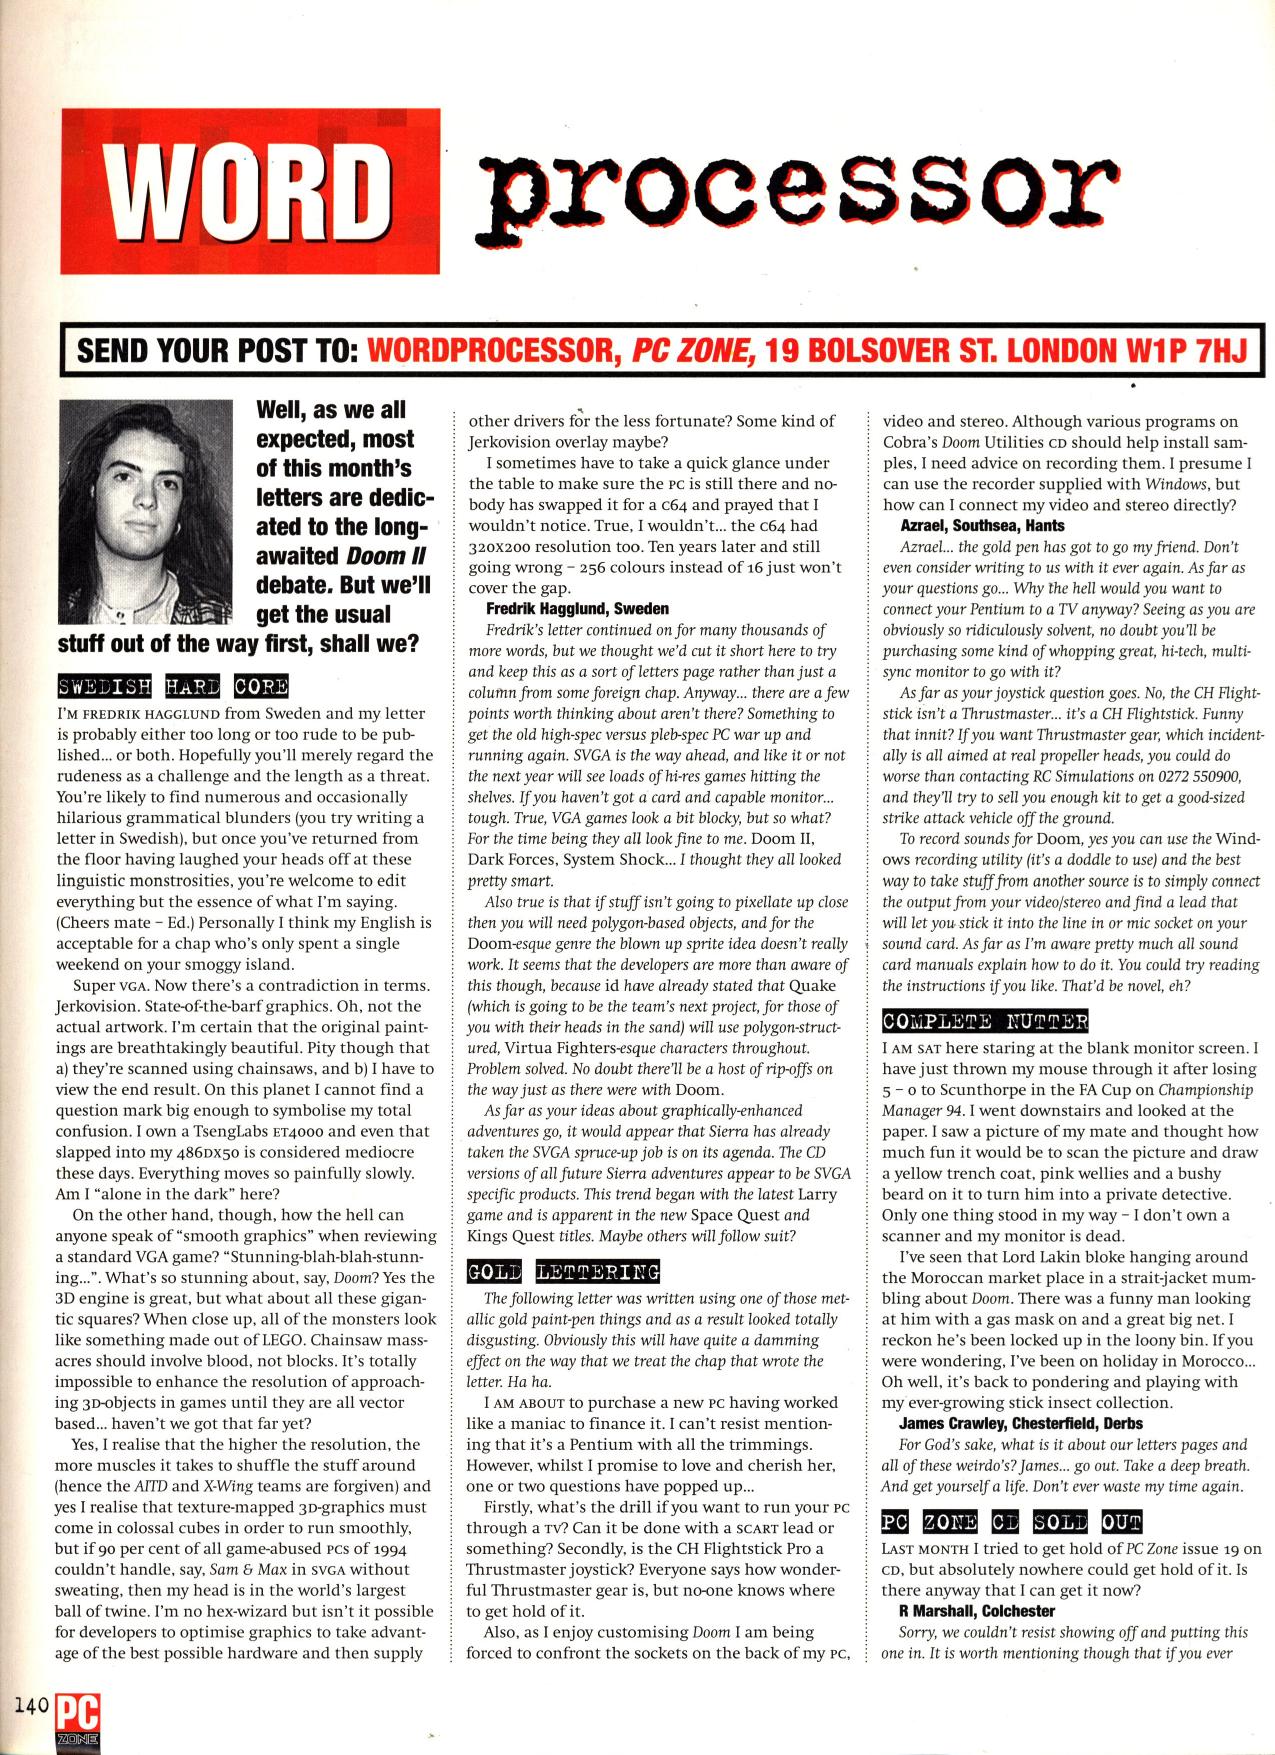 WORD processor
SEND YOUR POST TO: WORDPROCESSOR, PC ZONE, 19 BOLSOVER ST. LONDON W1P 7HJ
Well, as we all
expected, most
of this month's
letters are dedic-
ated to the long-
awaited Doom II
debate. But we'll
get the usual
stuff out of the way first, shall we?
SWEDISH HARD CORE
I'M FREDRIK HAGGLUND from Sweden and my letter
is probably either too long or too rude to be pub-
lished... or both. Hopefully you'll merely regard the
rudeness as a challenge and the length as a threat.
You're likely to find numerous and occasionally
hilarious grammatical blunders (you try writing a
letter in Swedish), but once you've returned from
the floor having laughed your heads off at these
linguistic monstrosities, you're welcome to edit
everything but the essence of what I'm saying.
(Cheers mate – Ed.) Personally I think my English is
acceptable for a chap who's only spent a single
weekend on your smoggy island.
Super VGA. Now there's a contradiction in terms.
Jerkovision. State-of-the-barf graphics. Oh, not the
actual artwork. I'm certain that the original paint-
ings are breathtakingly beautiful. Pity though that
a) they're scanned using chainsaws, and b) I have to
view the end result. On this planet I cannot find a
question mark big enough to symbolise my total
confusion. I own a TsengLabs ET4000 and even that
slapped into my 486DX50 is considered mediocre
these days. Everything moves so painfully slowly.
Am I "alone in the dark" here?
On the other hand, though, how the hell can
anyone speak of "smooth graphics" when reviewing
a standard VGA game? "Stunning-blah-blah-stunn-
ing...". What's so stunning about, say, Doom? Yes the
3D engine is great, but what about all these gigan-
tic squares? When close up, all of the monsters look
like something made out of LEGO. Chainsaw mass-
acres should involve blood, not blocks. It's totally
impossible to enhance the resolution of approach-
ing 3D-objects in games until they are all vector
based... haven't we got that far yet?
Yes, I realise that the higher the resolution, the
more muscles it takes to shuffle the stuff around
(hence the AITD and X-Wing teams are forgiven) and
yes I realise that texture-mapped 3D-graphics must
come in colossal cubes in order to run smoothly,
but if 90 per cent of all game-abused PCs of 1994
couldn't handle, say, Sam & Max in SVGA without
sweating, then my head is in the world's largest
ball of twine. I'm no hex-wizard but isn't it possible
for developers to optimise graphics to take advant-
age of the best possible hardware and then supply
other drivers for the less fortunate? Some kind of
Jerkovision overlay maybe?
I sometimes have to take a quick glance under
the table to make sure the PC is still there and no-
body has swapped it for a C64 and prayed that I
wouldn't notice. True, I wouldn't... the C64 had
320X200 resolution too. Ten years later and still
going wrong – 256 colours instead of 16 just won't
cover the gap.
Fredrik Hagglund, Sweden
Fredrik's letter continued on for many thousands of
more words, but we thought we'd cut it short here to try
and keep this as a sort of letters page rather than just a
column from some foreign chap. Anyway... there are a few
points worth thinking about aren't there? Something to
get the old high-spec versus pleb-spec PC war up and
running again. SVGA is the way ahead, and like it or not
the next year will see loads of hi-res games hitting the
shelves. If you haven't got a card and capable monitor...
tough. True, VGA games look a bit blocky, but so what?
For the time being they all look fine to me. Doom II,
Dark Forces, System Shock... I thought they all looked
pretty smart.
Also true is that if stuff isn't going to pixellate up close
then you will need polygon-based objects, and for the
Doom-esque genre the blown up sprite idea doesn't really
work. It seems that the developers are more than aware of
this though, because id have already stated that Quake
(which is going to be the team's next project, for those of
you with their heads in the sand) will use polygon-struct-
ured, Virtua Fighters-esque characters throughout.
Problem solved. No doubt there'll be a host of rip-offs on
the way just as there were with Doom.
As far as your ideas about graphically-enhanced
adventures go, it would appear that Sierra has already
taken the SVGA spruce-up job is on its agenda. The CD
versions of all future Sierra adventures appear to be SVGA
specific products. This trend began with the latest Larry
game and is apparent in the new Space Quest and
Kings Quest titles. Maybe others will follow suit?
GOLD LETTERING
The following letter was written using one of those met-
allic gold paint-pen things and as a result looked totally
disgusting. Obviously this will have quite a damming
effect on the way that we treat the chap that wrote the
letter. Ha ha.
I AM ABOUT to purchase a new PC having worked
like a maniac to finance it. I can't resist mention-
ing that it's a Pentium with all the trimmings.
However, whilst I promise to love and cherish her,
one or two questions have popped up...
Firstly, what's the drill if you want to run your PC
through a TV? Can it be done with a SCART lead or
something? Secondly, is the CH Flightstick Pro a
Thrustmaster joystick? Everyone says how wonder-
ful Thrustmaster gear is, but no-one knows where
to get hold of it.
Also, as I enjoy customising Doom I am being
forced to confront the sockets on the back of my PC,
video and stereo. Although various programs on
Cobra's Doom Utilities CD should help install sam-
ples, I need advice on recording them. I presume I
can use the recorder supplied with Windows, but
how can I connect my video and stereo directly?
Azrael, Southsea, Hants
Azrael... the gold pen has got to go my friend. Don't
even consider writing to us with it ever again. As far as
your questions go... Why the hell would you want to
connect your Pentium to a TV anyway? Seeing as you are
obviously so ridiculously solvent, no doubt you'll be
purchasing some kind of whopping great, hi-tech, multi-
sync monitor to go with it?
As far as your joystick question goes. No, the CH Flight-
stick isn't a Thrustmaster... it's a CH Flightstick. Funny
that innit? If you want Thrustmaster gear, which incident-
ally is all aimed at real propeller heads, you could do
worse than contacting RC Simulations on 0272 550900,
and they'll try to sell you enough kit to get a good-sized
strike attack vehicle off the ground.
To record sounds for Doom, yes you can use the Wind-
ows recording utility (it's a doddle to use) and the best
way to take stuff from another source is to simply connect
the output from your video/stereo and find a lead that
will let you stick it into the line in or mic socket on your
sound card. As far as I'm aware pretty much all sound
card manuals explain how to do it. You could try reading
the instructions if you like. That'd be novel, eh?
COMPLETE NUTTER
I AM SAT here staring at the blank monitor screen. I
have just thrown my mouse through it after losing
5 – 0 to Scunthorpe in the FA Cup on Championship
Manager 94. I went downstairs and looked at the
paper. I saw a picture of my mate and thought how
much fun it would be to scan the picture and draw
a yellow trench coat, pink wellies and a bushy
beard on it to turn him into a private detective.
Only one thing stood in my way – I don't own a
scanner and my monitor is dead.
I've seen that Lord Lakin bloke hanging around
the Moroccan market place in a strait-jacket mum-
bling about Doom. There was a funny man looking
at him with a gas mask on and a great big net. I
reckon he's been locked up in the loony bin. If you
were wondering, I've been on holiday in Morocco...
Oh well, it's back to pondering and playing with
my ever-growing stick insect collection.
James Crawley, Chesterfield, Derbs
For God's sake, what is it about our letters pages and
all of these weirdo's? James... go out. Take a deep breath.
And get yourself a life. Don't ever waste my time again.
PC ZONE CD SOLD OUT
LAST MONTH I tried to get hold of PC Zone issue 19 on
CD, but absolutely nowhere could get hold of it. Is
there anyway that I can get it now?
R Marshall, Colchester
Sorry, we couldn't resist showing off and putting this
one in. It is worth mentioning though that if you ever
140 PC
ZONE